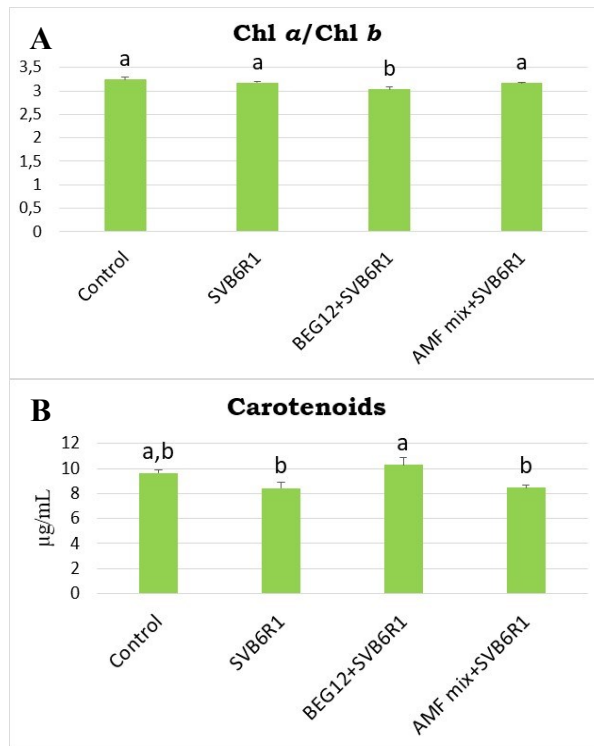 A
Chl a/Chl b
a a b a
3,5
3
2,5
2
1,5
1
0,5
0
Control
SVB6R1
BEG12+SVB6R1
AMF mix+SVB6R1
B
Carotenoids
a,b b a b
12
10
8
6
4
2
0
µg/mL
Control
SVB6R1
BEG12+SVB6R1
AMF mix+SVB6R1